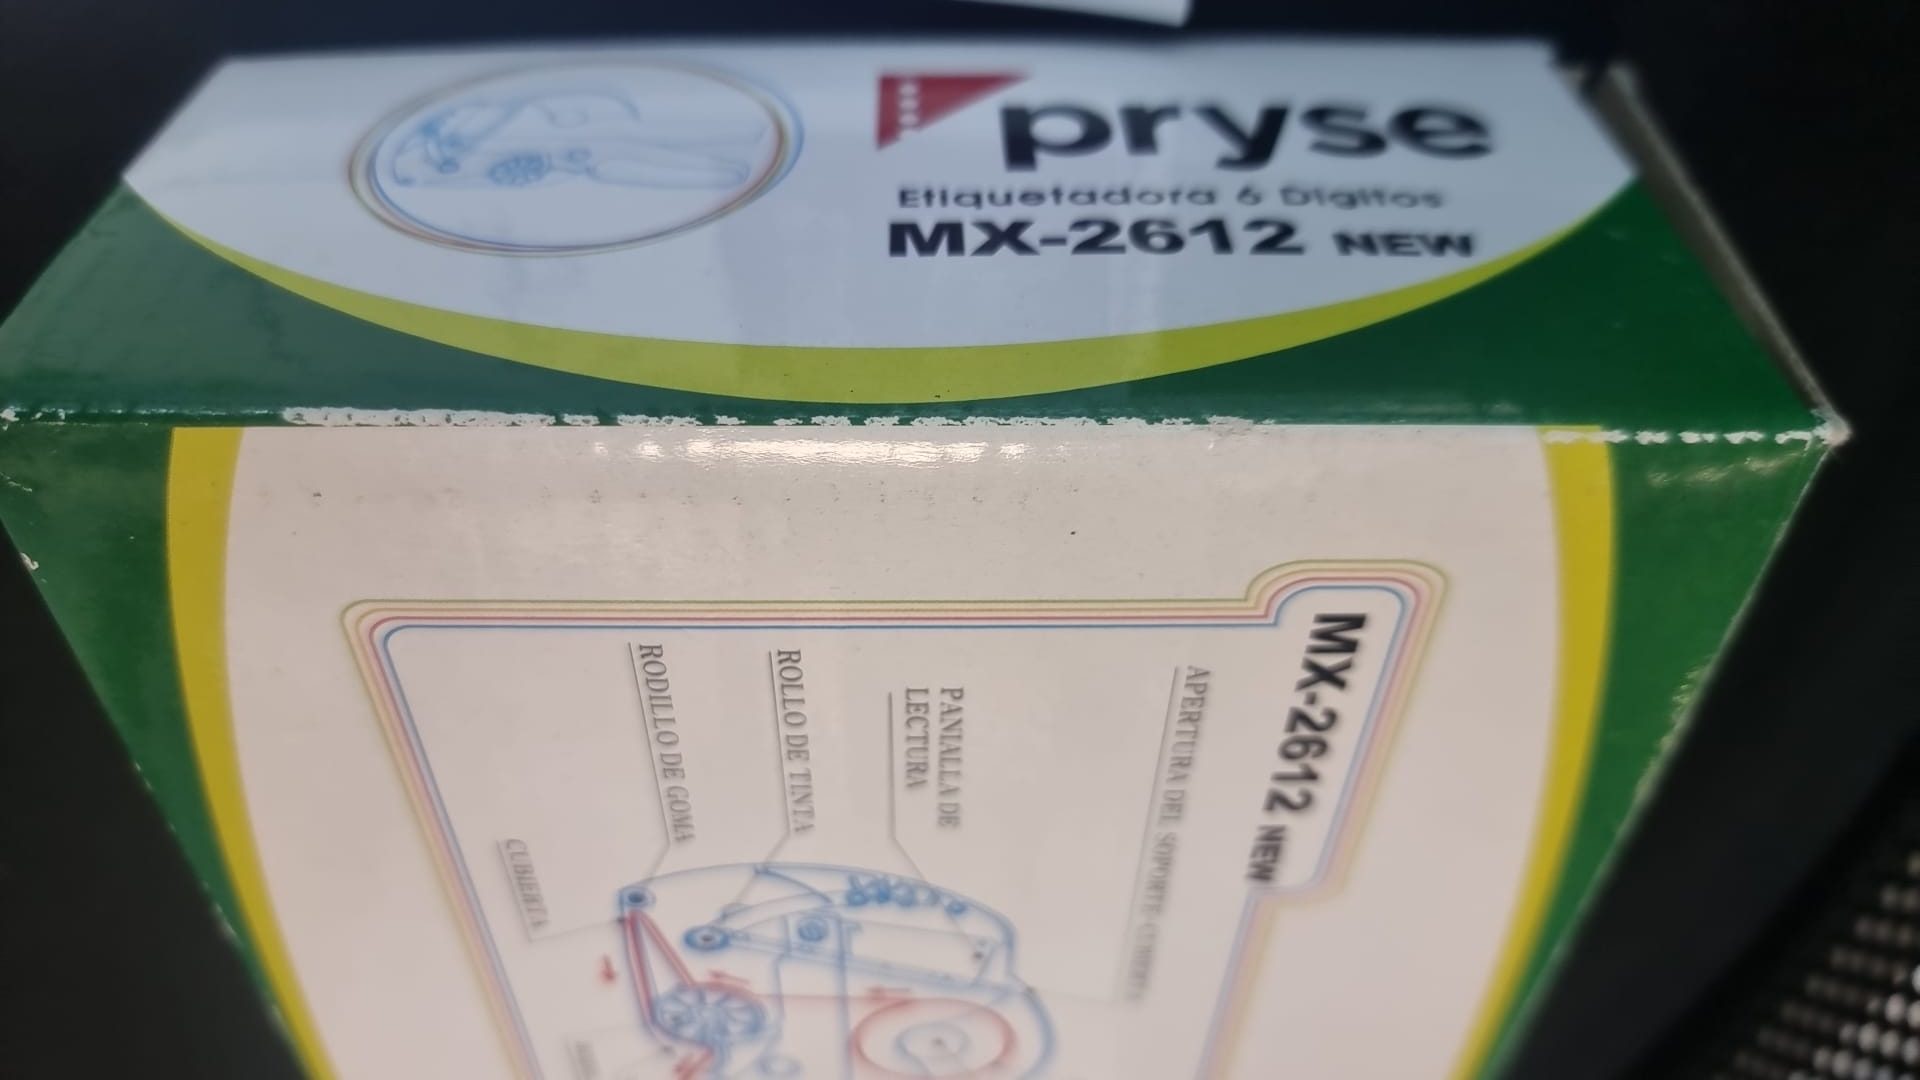 pryse
Etiquetadora 6 Dígitos
MX-2612 NEW
MX-2612 NEW
APERTURA DEL SOPORTE-CUBIERTA
PANTALLA DE
LECTURA
ROLLO DE TINTA
RODILLO DE GOMA
CUBIERTA